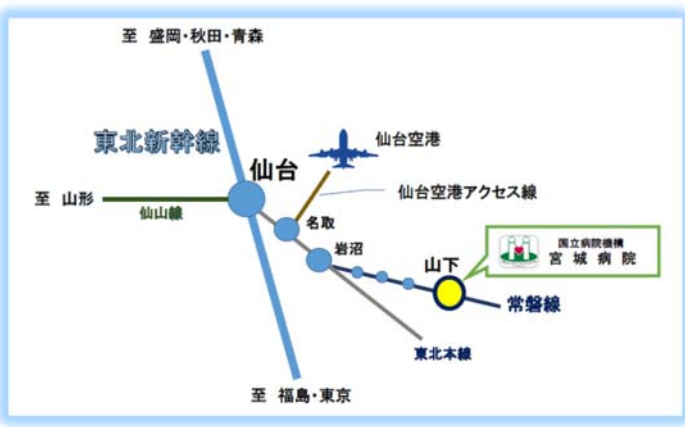 至 盛岡・秋田・青森
東北新幹線
仙台空港
仙台
至 山形
仙山線
仙台空港アクセス線
名取
岩沼
山下
国立病院機構
宮城病院
常磐線
東北本線
至 福島・東京